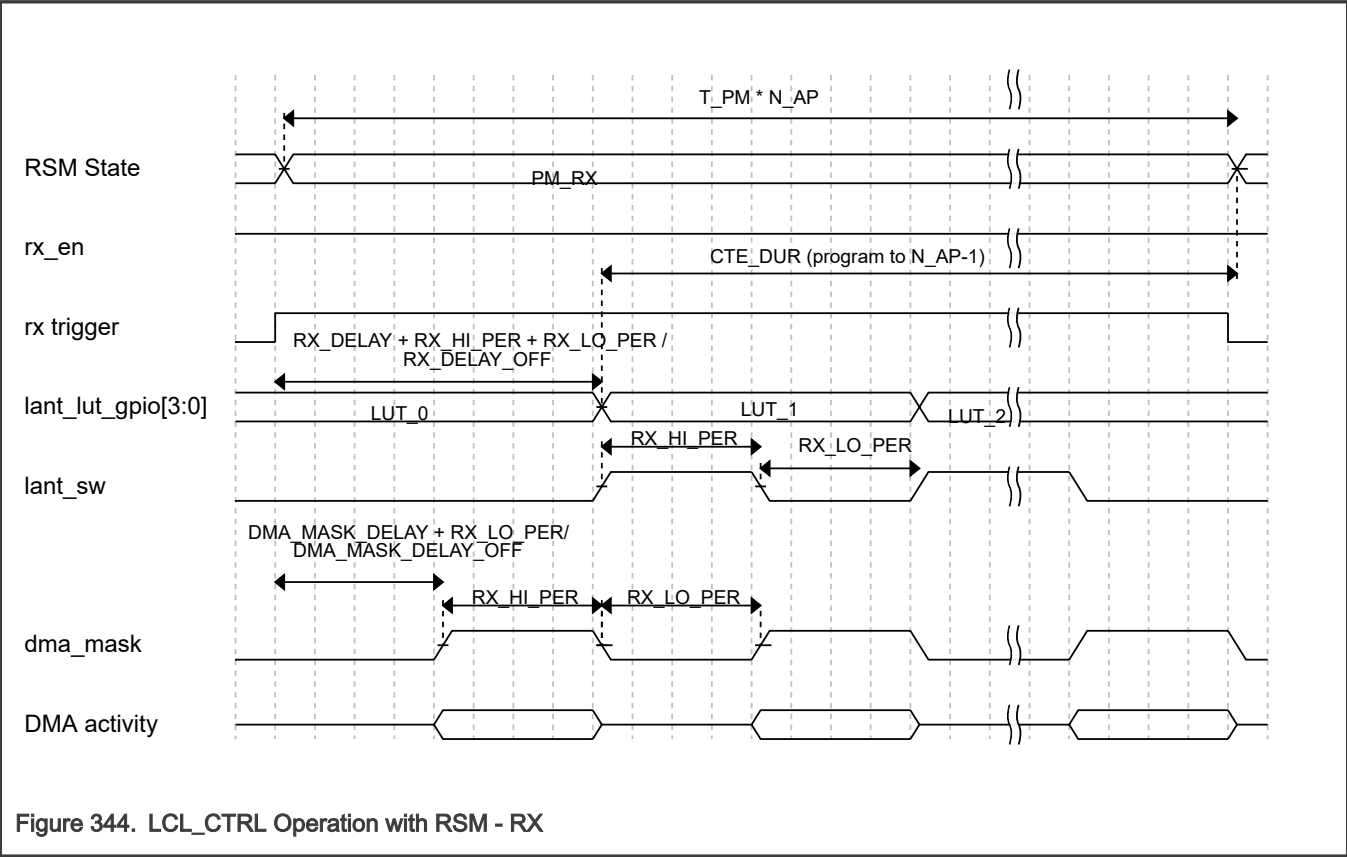 T_PM * N_AP
RSM State
PM_RX
rx_en
CTE_DUR (program to N_AP-1)
rx trigger
RX_DELAY + RX_HI_PER + RX_LO_PER /
RX_DELAY_OFF
lant_lut_gpio[3:0]
LUT_0
LUT_1
LUT_2
RX_HI_PER
RX_LO_PER
lant_sw
DMA_MASK_DELAY + RX_LO_PER/
DMA_MASK_DELAY_OFF
RX_HI_PER
RX_LO_PER
dma_mask
DMA activity
Figure 344. LCL_CTRL Operation with RSM - RX